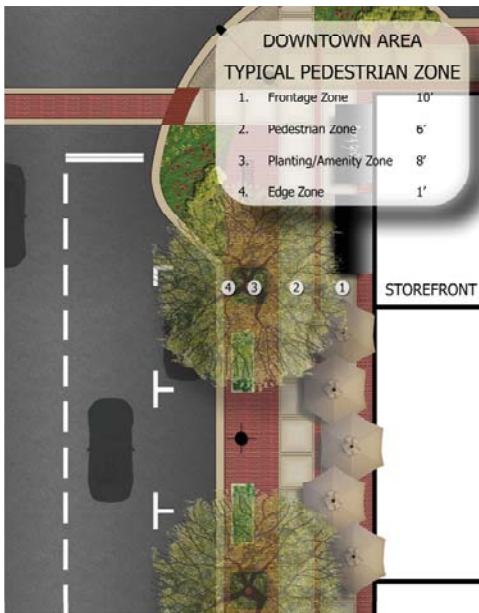 DOWNTOWN AREA
TYPICAL PEDESTRIAN ZONE
1. Frontage Zone 10'
2. Pedestrian Zone 6'
3. Planting/Amenity Zone 8'
4. Edge Zone 1'
4 3 2 1
STOREFRONT